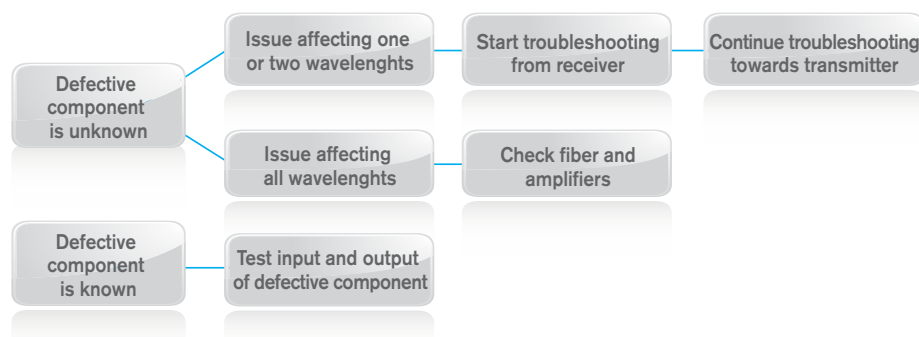 Defective
component
is unknown
Issue affecting one
or two wavelenghts
Start troubleshooting
from receiver
Continue troubleshooting
towards transmitter
Issue affecting
all wavelenghts
Check fiber and
amplifiers
Defective
component
is known
Test input and output
of defective component